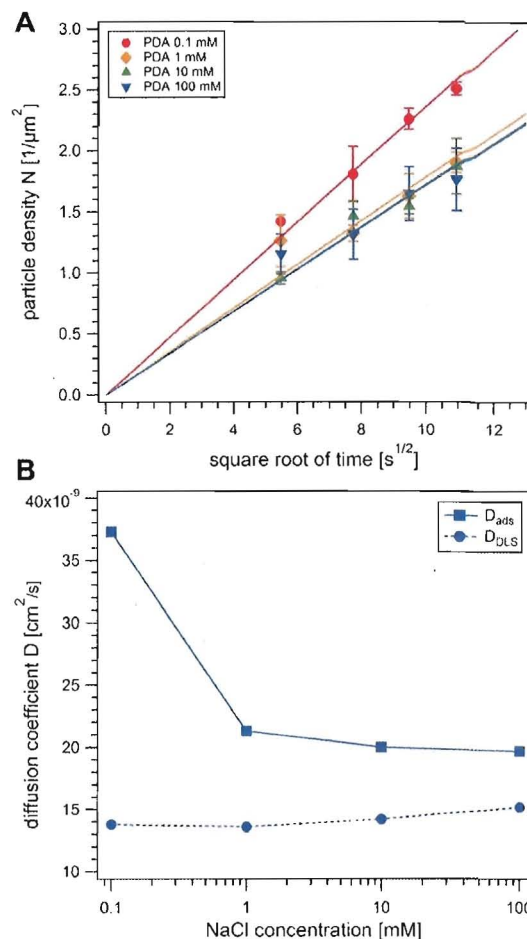 A
3.0
2.5
2.0
1.5
1.0
0.5
0.0
particle density N [1/µm²]
PDA 0.1 mM
PDA 1 mM
PDA 10 mM
PDA 100 mM
0 2 4 6 8 10 12
square root of time [s^1/2]
B
40x10⁻⁹
35
30
25
20
15
10
diffusion coefficient D [cm²/s]
D_ads
D_DLS
0.1 1 10 100
NaCl concentration [mM]